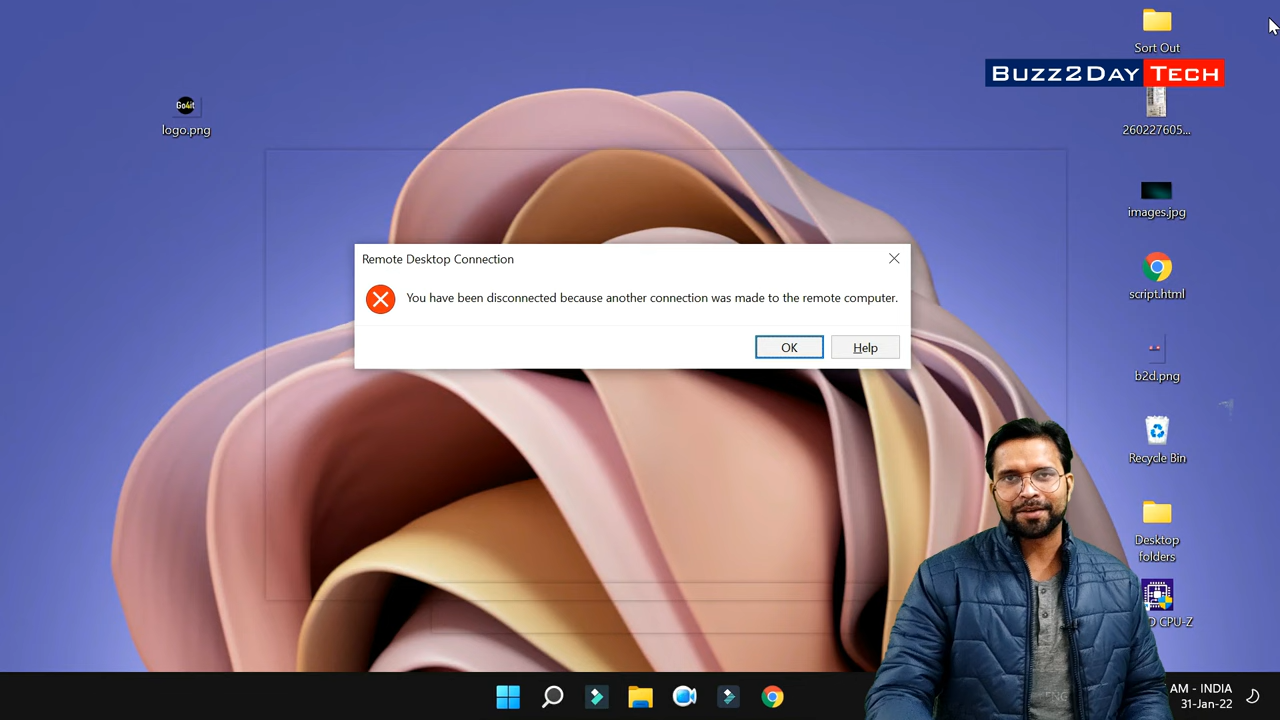 Sort Out
BUZZ2DAY TECH
Go4it
logo.png
260227605...
images.jpg
Remote Desktop Connection
You have been disconnected because another connection was made to the remote computer.
OK
Help
script.html
b2d.png
Recycle Bin
Desktop
folders
CPU-Z
ENG
AM - INDIA
31-Jan-22